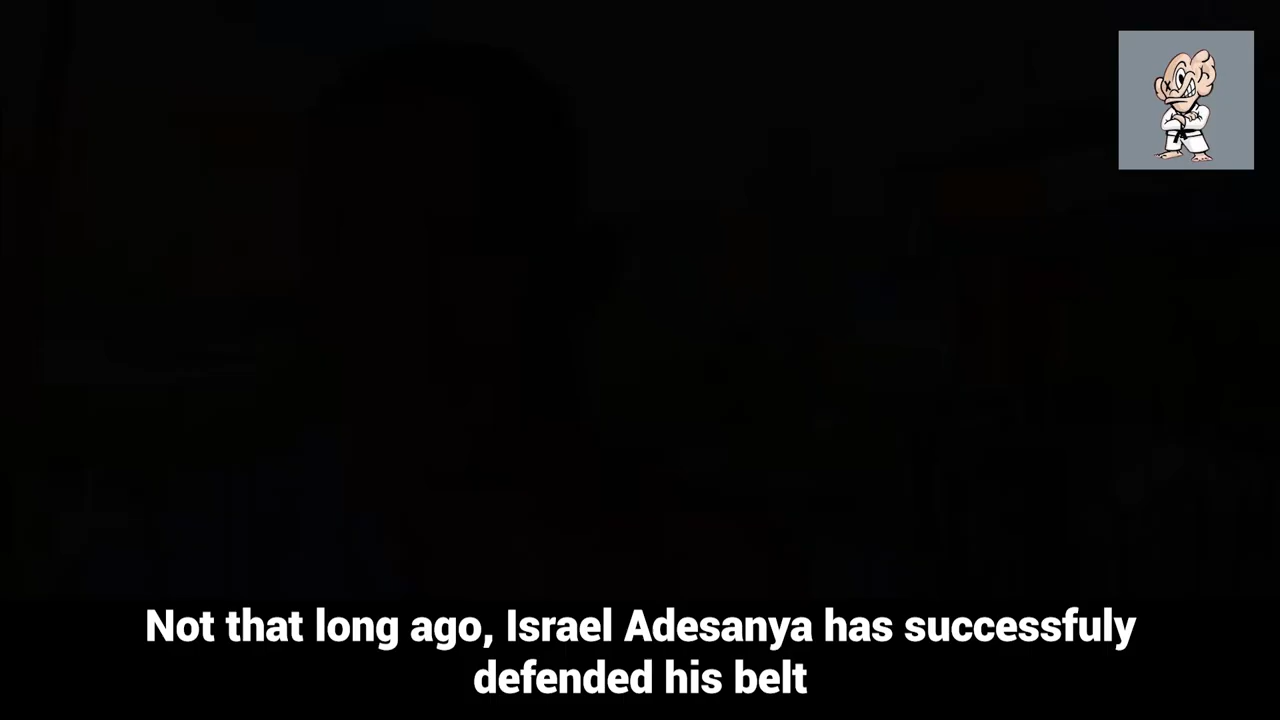 Not that long ago, Israel Adesanya has successfuly
defended his belt